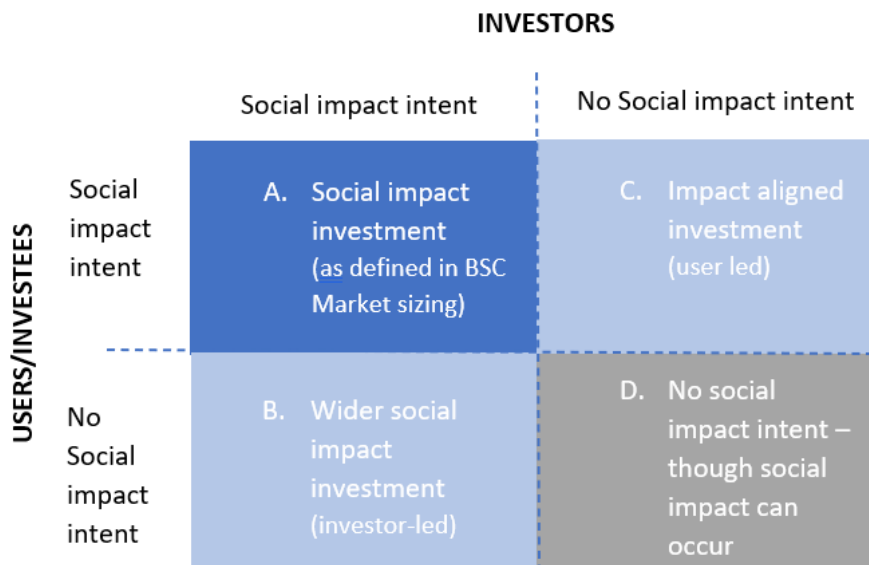 INVESTORS
Social impact intent
No Social impact intent
USERS/INVESTEES
Social
impact
intent
A. Social impact
investment
(as defined in BSC
Market sizing)
C. Impact aligned
investment
(user led)
No
Social
impact
intent
B. Wider social
impact
investment
(investor-led)
D. No social
impact intent –
though social
impact can
occur